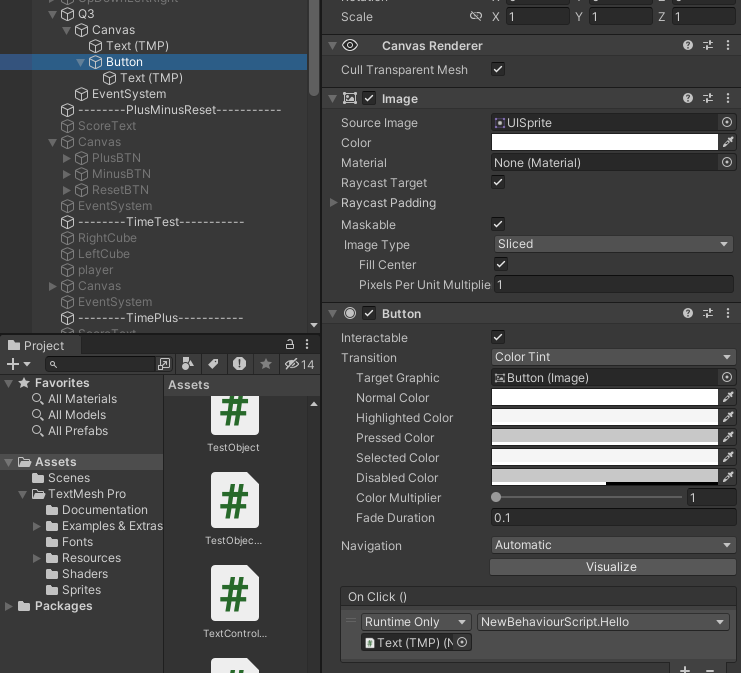 UpDownLeftRight
Q3
Canvas
Text (TMP)
Button
Text (TMP)
EventSystem
--------PlusMinusReset-----------
ScoreText
Canvas
PlusBTN
MinusBTN
ResetBTN
EventSystem
--------TimeTest-----------
RightCube
LeftCube
player
Canvas
EventSystem
--------TimePlus-----------
ScoreText
Project
14
Favorites
All Materials
All Models
All Prefabs
Assets
Scenes
TextMesh Pro
Documentation
Examples & Extras
Fonts
Resources
Shaders
Sprites
Packages
Assets
#
TestObject
#
TestObjec...
#
TextControl...
#
Rotation
Scale X 1 Y 1 Z 1
Canvas Renderer
Cull Transparent Mesh
Image
Source Image UISprite
Color
Material None (Material)
Raycast Target
Raycast Padding
Maskable
Image Type Sliced
Fill Center
Pixels Per Unit Multiplie 1
Button
Interactable
Transition Color Tint
Target Graphic Button (Image)
Normal Color
Highlighted Color
Pressed Color
Selected Color
Disabled Color
Color Multiplier 1
Fade Duration 0.1
Navigation Automatic
Visualize
On Click ()
Runtime Only NewBehaviourScript.Hello
Text (TMP) (N